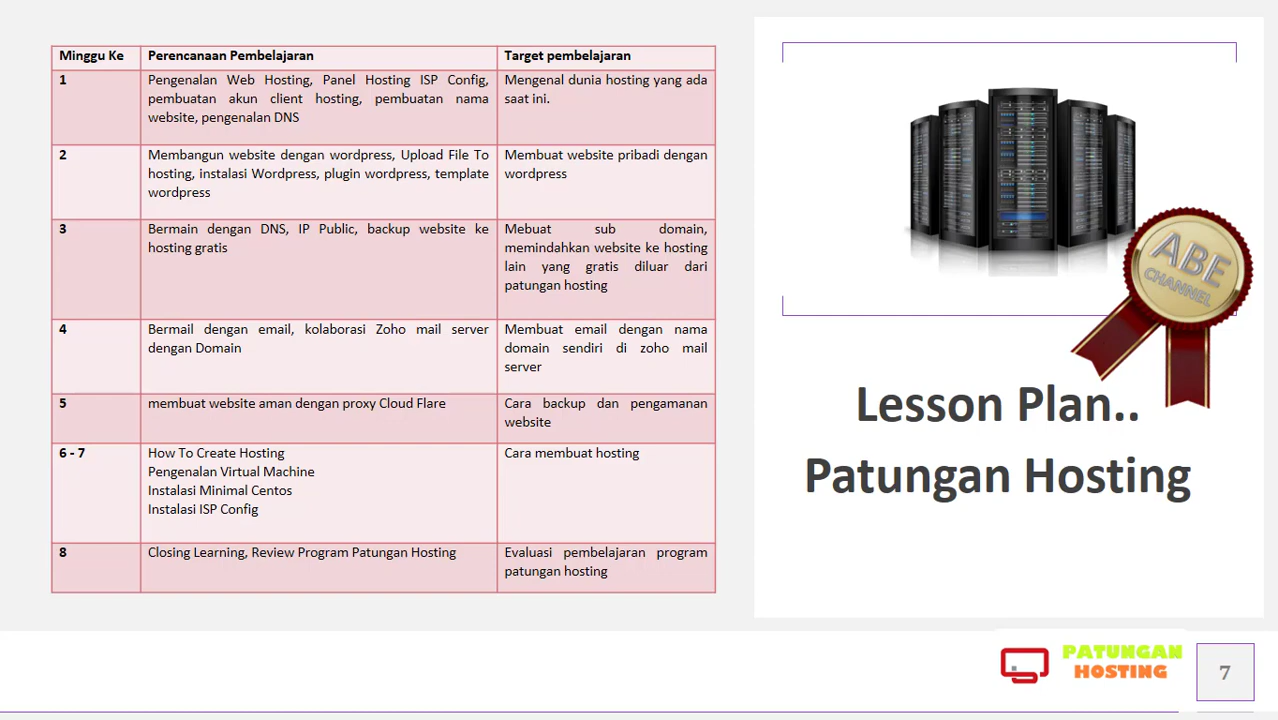 Minggu Ke Perencanaan Pembelajaran Target pembelajaran
1
Pengenalan Web Hosting, Panel Hosting ISP Config,
pembuatan akun client hosting, pembuatan nama
website, pengenalan DNS
Mengenal dunia hosting yang ada
saat ini.
2
Membangun website dengan wordpress, Upload File To
hosting, instalasi Wordpress, plugin wordpress, template
wordpress
Membuat website pribadi dengan
wordpress
3
Bermain dengan DNS, IP Public, backup website ke
hosting gratis
Mebuat sub domain,
memindahkan website ke hosting
lain yang gratis diluar dari
patungan hosting
4
Bermail dengan email, kolaborasi Zoho mail server
dengan Domain
Membuat email dengan nama
domain sendiri di zoho mail
server
5
membuat website aman dengan proxy Cloud Flare
Cara backup dan pengamanan
website
6 - 7
How To Create Hosting
Pengenalan Virtual Machine
Instalasi Minimal Centos
Instalasi ISP Config
Cara membuat hosting
8
Closing Learning, Review Program Patungan Hosting
Evaluasi pembelajaran program
patungan hosting
ABE
CHANNEL
Lesson Plan..
Patungan Hosting
PATUNGAN
HOSTING
7